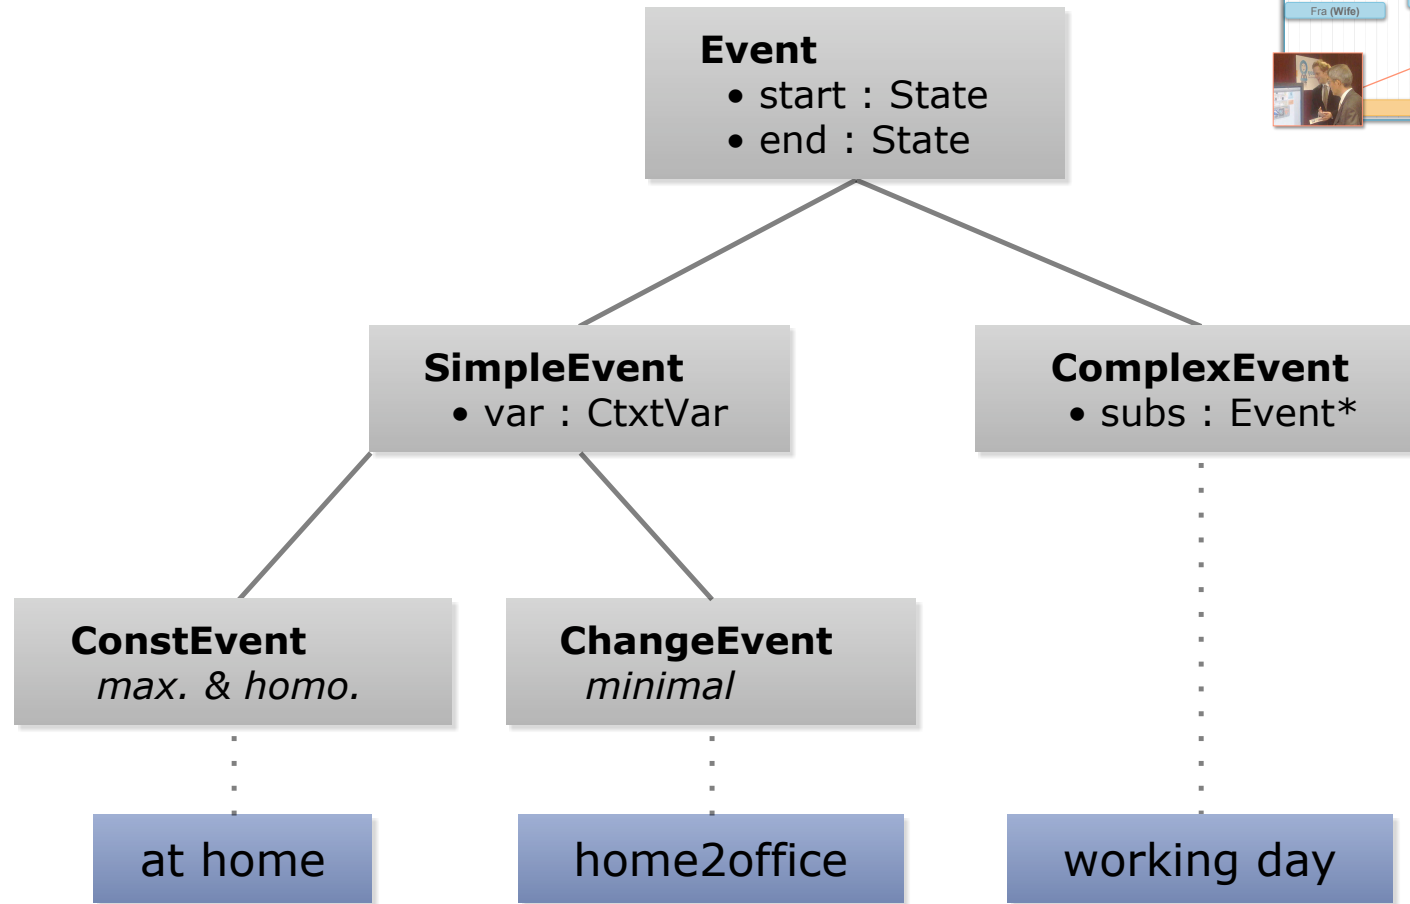 Fra (Wife)
Event
• start : State
• end : State
SimpleEvent
• var : CtxtVar
ComplexEvent
• subs : Event*
ConstEvent
max. & homo.
ChangeEvent
minimal
at home
home2office
working day